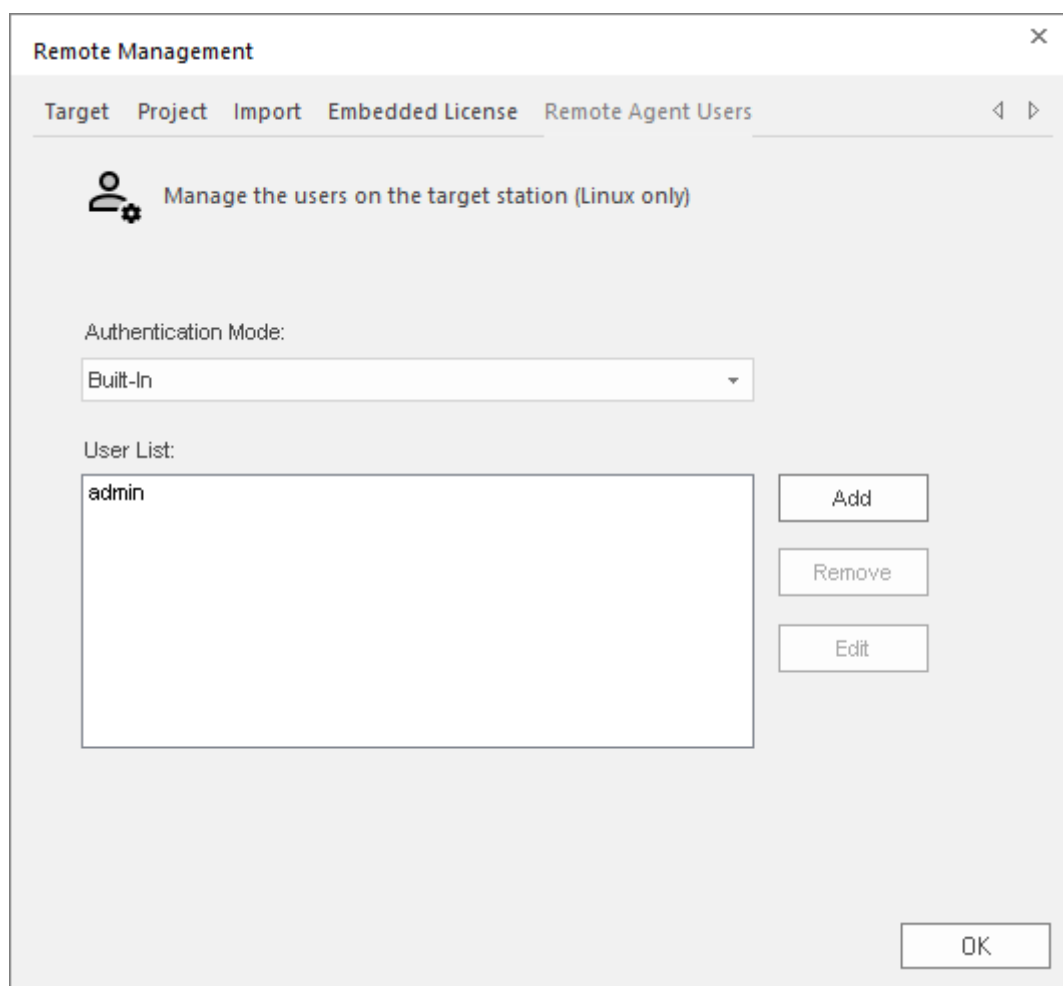 Remote Management
Target Project Import Embedded License Remote Agent Users
Manage the users on the target station (Linux only)
Authentication Mode:
Built-In
User List:
admin
Add
Remove
Edit
OK